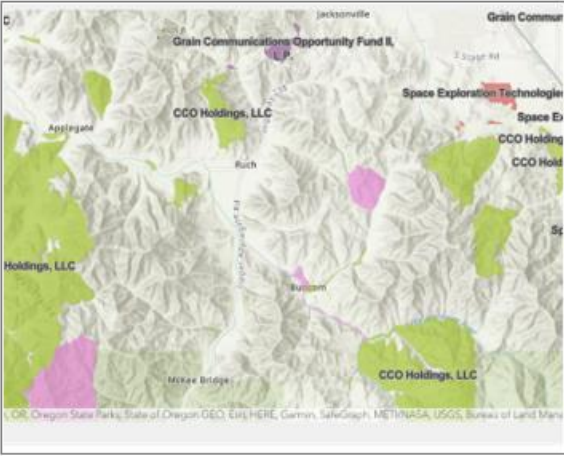 C
Jacksonville
Grain Commun
Grain Communications Opportunity Fund II,
L.P.
Space Exploration Technologies
CCO Holdings, LLC
Space Ex
Applegate
CCO Holding
CCO Hold
Ruch
Sp
Holdings, LLC
Buncom
CCO Holdings, LLC
McKee Bridge
, OR, Oregon State Parks, State of Oregon GEO, Esri, HERE, Garmin, SafeGraph, METI/NASA, USGS, Bureau of Land Mana